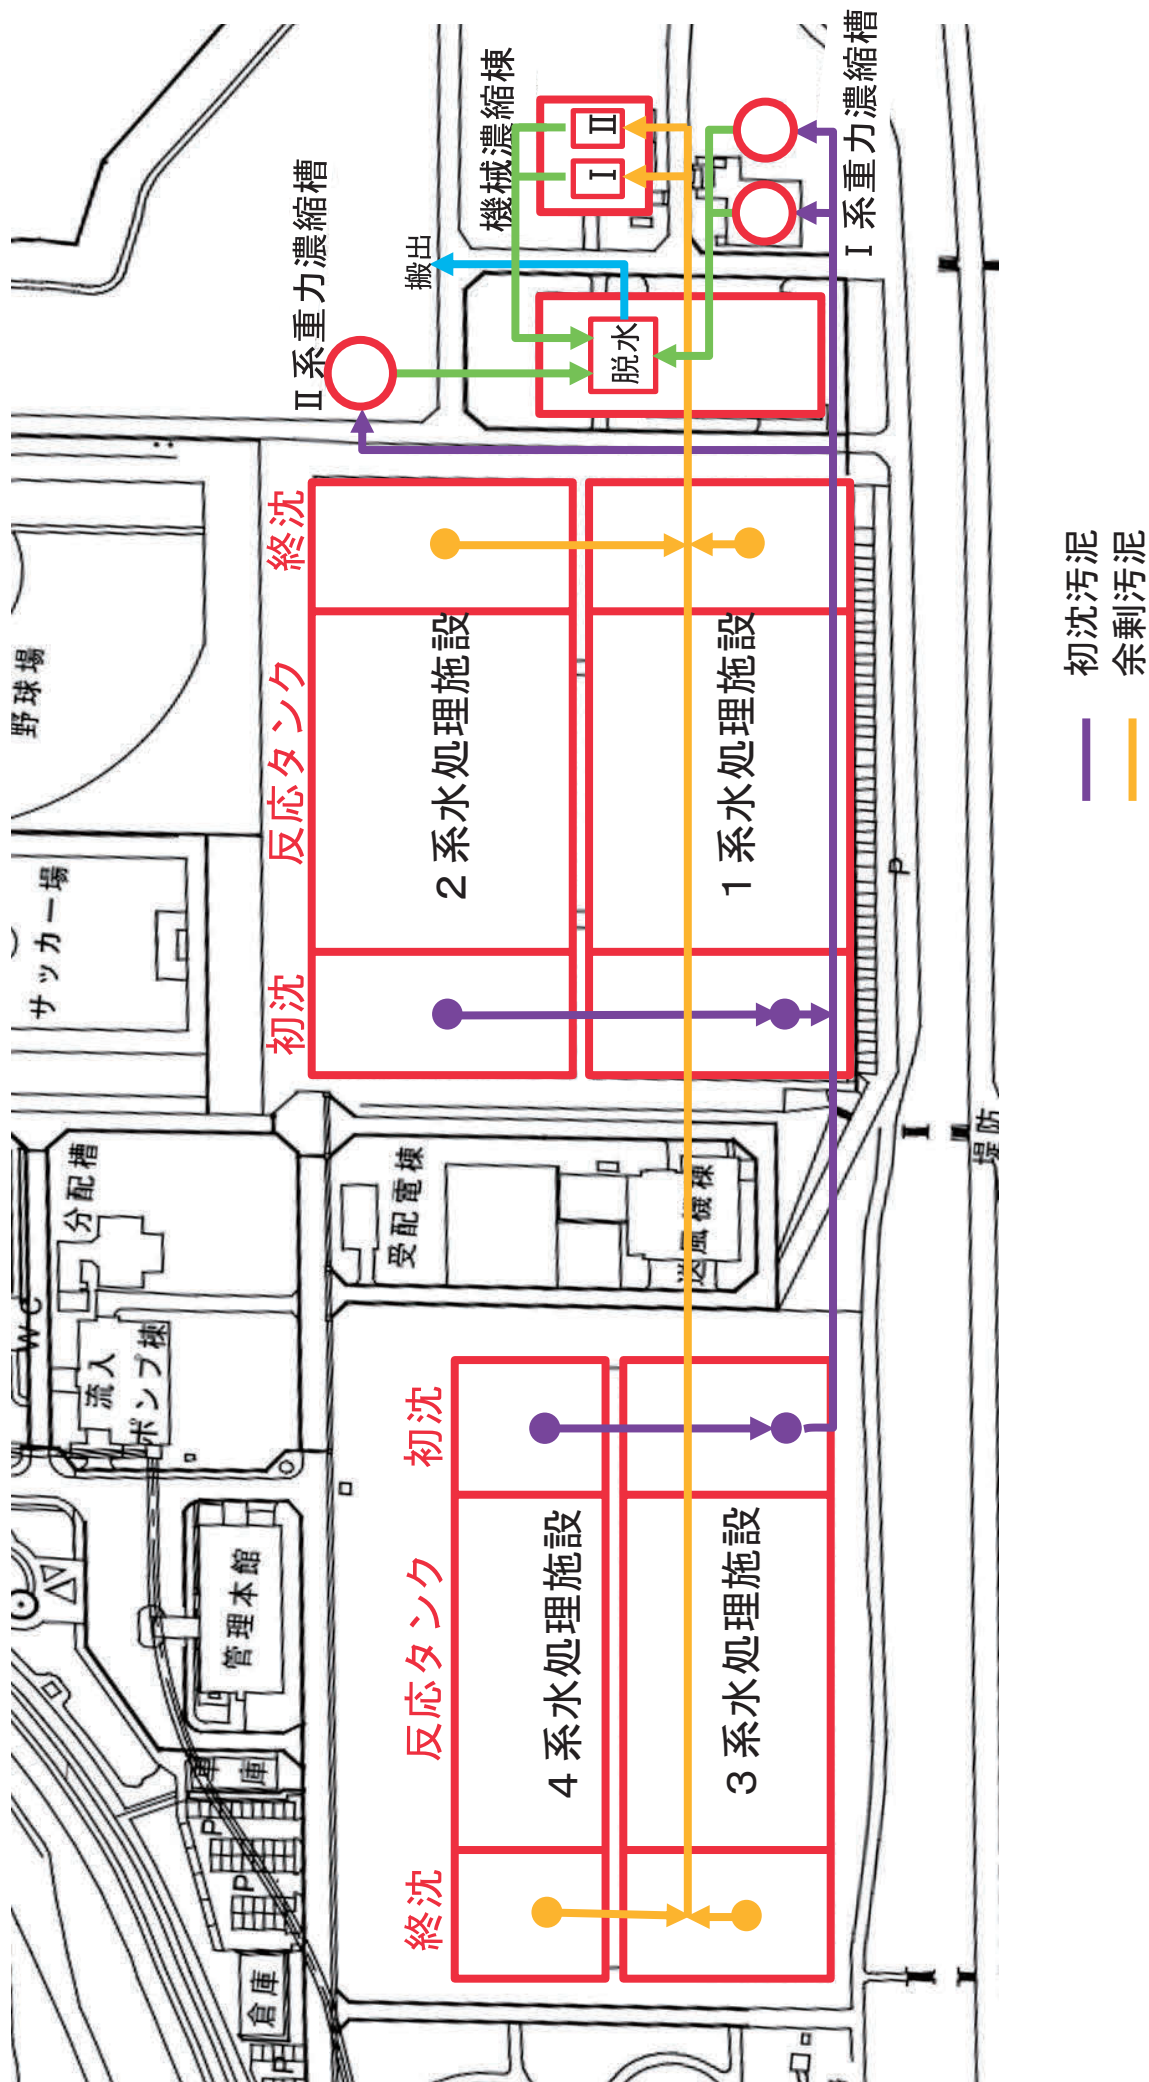 野球場
サッカー場
分配槽
WC
流入
ポンプ棟
管理本館
車庫
P
P
倉庫
P
受配電棟
送風機棟
堤防
P
初沈
反応タンク
終沈
2系水処理施設
1系水処理施設
終沈
反応タンク
初沈
4系水処理施設
3系水処理施設
Ⅱ系重力濃縮槽
搬出
機械濃縮棟
Ⅰ
Ⅱ
脱水
Ⅰ系重力濃縮槽
初沈汚泥
余剰汚泥